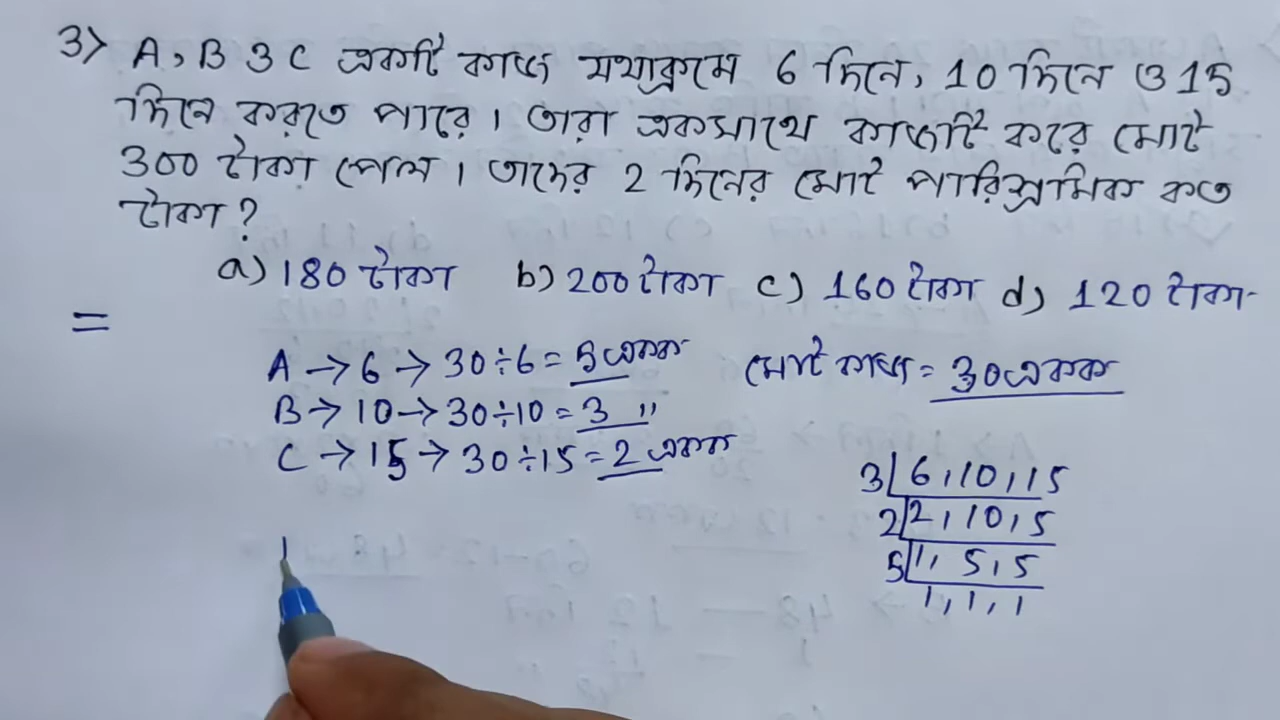 3> A, B ও C একটি কাজ যথাক্রমে 6 দিনে, 10 দিনে ও 15
দিনে করতে পারে। তারা একসাথে কাজটি করে মোট
300 টাকা পেল। তাদের 2 দিনের মোট পারিশ্রমিক কত
টাকা?
a) 180 টাকা b) 200 টাকা c) 160 টাকা d) 120 টাকা
=
A → 6 → 30÷6 = 5 একক মোট কাজ = 30 একক
B → 10 → 30÷10 = 3 "
C → 15 → 30÷15 = 2 একক
3 | 6, 10, 15
2 | 2, 10, 5
5 | 1, 5, 5
1, 1, 1